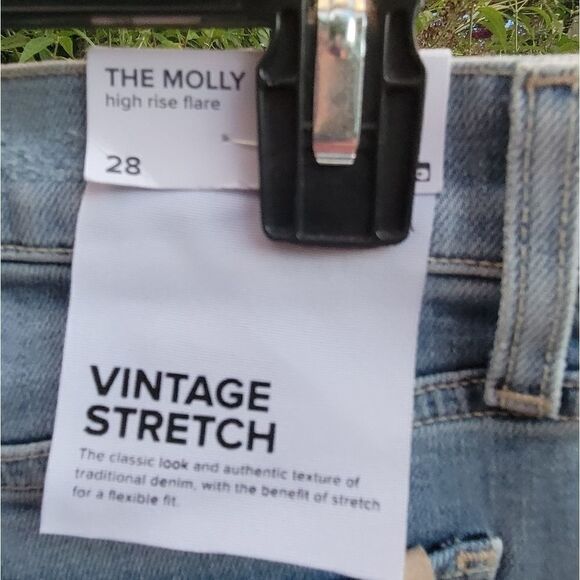 THE MOLLY
high rise flare
28
VINTAGE
STRETCH
The classic look and authentic texture of
traditional denim, with the benefit of stretch
for a flexible fit.